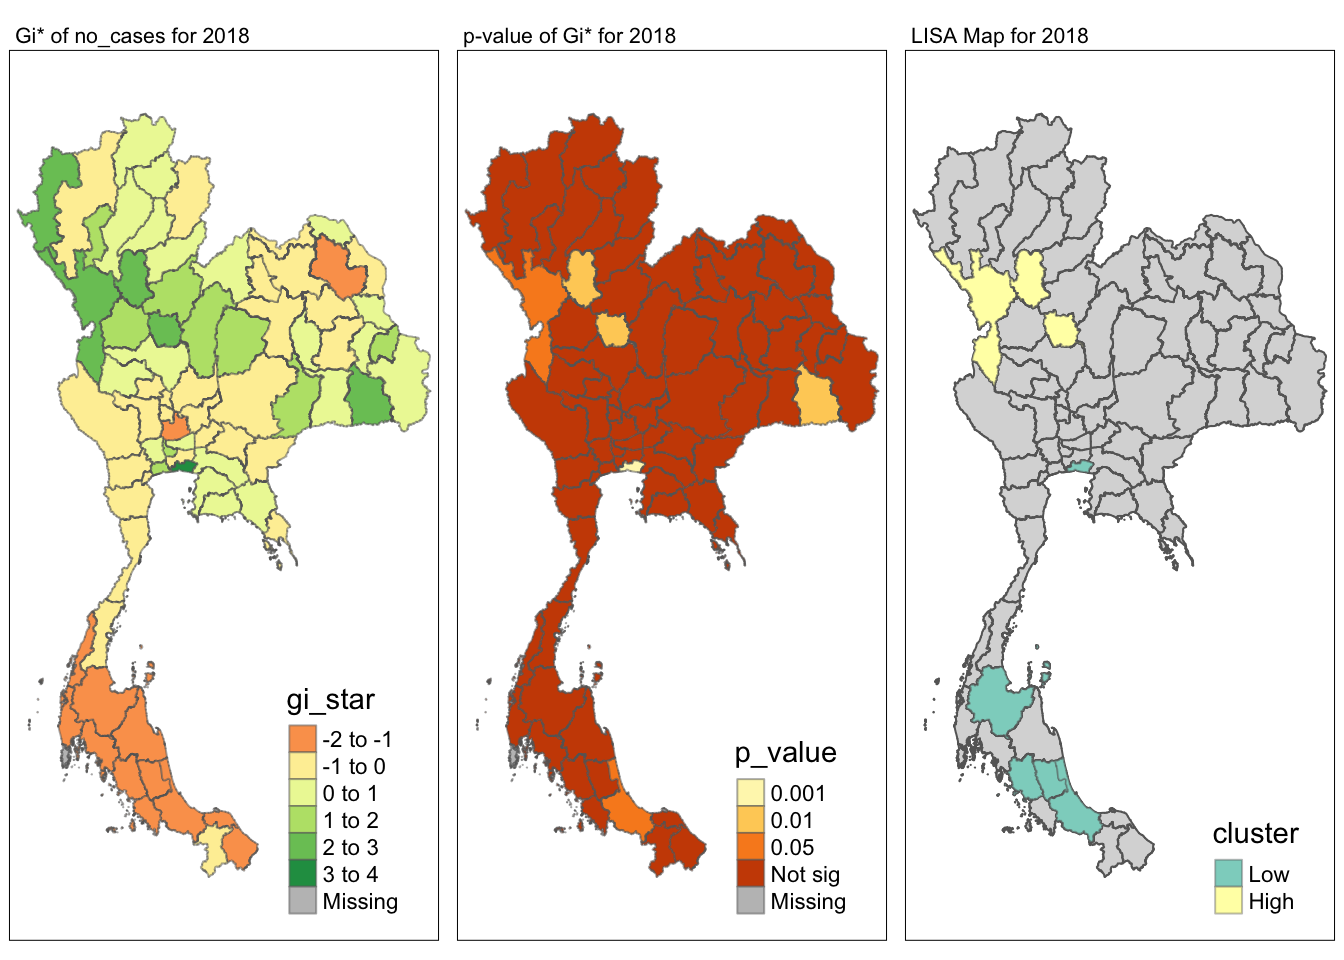 Gi* of no_cases for 2018
gi_star
-2 to -1
-1 to 0
0 to 1
1 to 2
2 to 3
3 to 4
Missing
p-value of Gi* for 2018
p_value
0.001
0.01
0.05
Not sig
Missing
LISA Map for 2018
cluster
Low
High